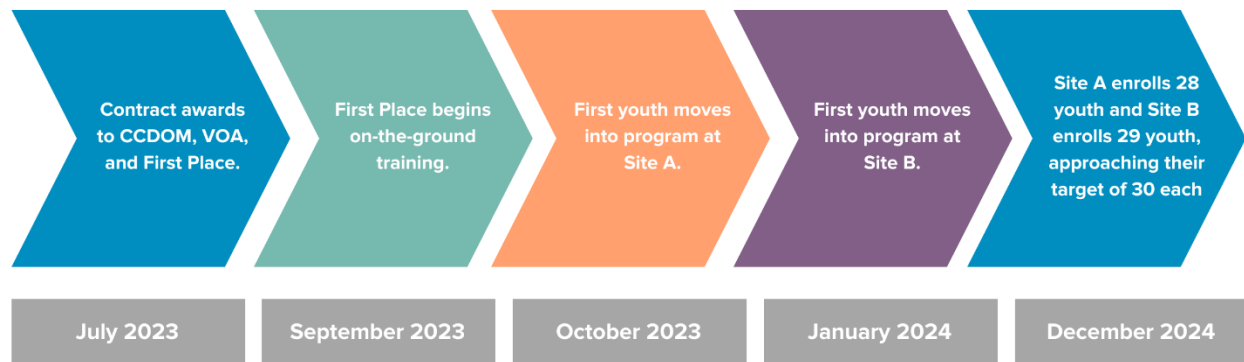 Contract awards
to CCDOM, VOA,
and First Place.
First Place begins
on-the-ground
training.
First youth moves
into program at
Site A.
First youth moves
into program at
Site B.
Site A enrolls 28
youth and Site B
enrolls 29 youth,
approaching their
target of 30 each
July 2023
September 2023
October 2023
January 2024
December 2024